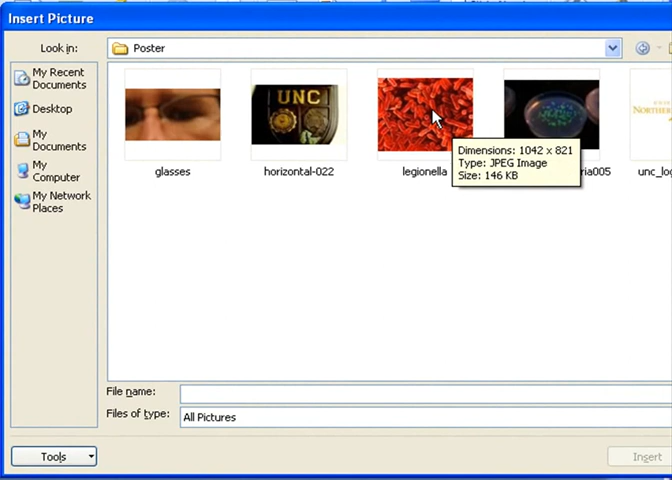 Insert Picture
Look in:
Poster
My Recent
Documents
Desktop
My
Documents
My
Computer
My Network
Places
UNC
NORTHERN
glasses
horizontal-022
legionella
ria005
unc_log
Dimensions: 1042 x 821
Type: JPEG Image
Size: 146 KB
File name:
Files of type:
All Pictures
Tools
Insert